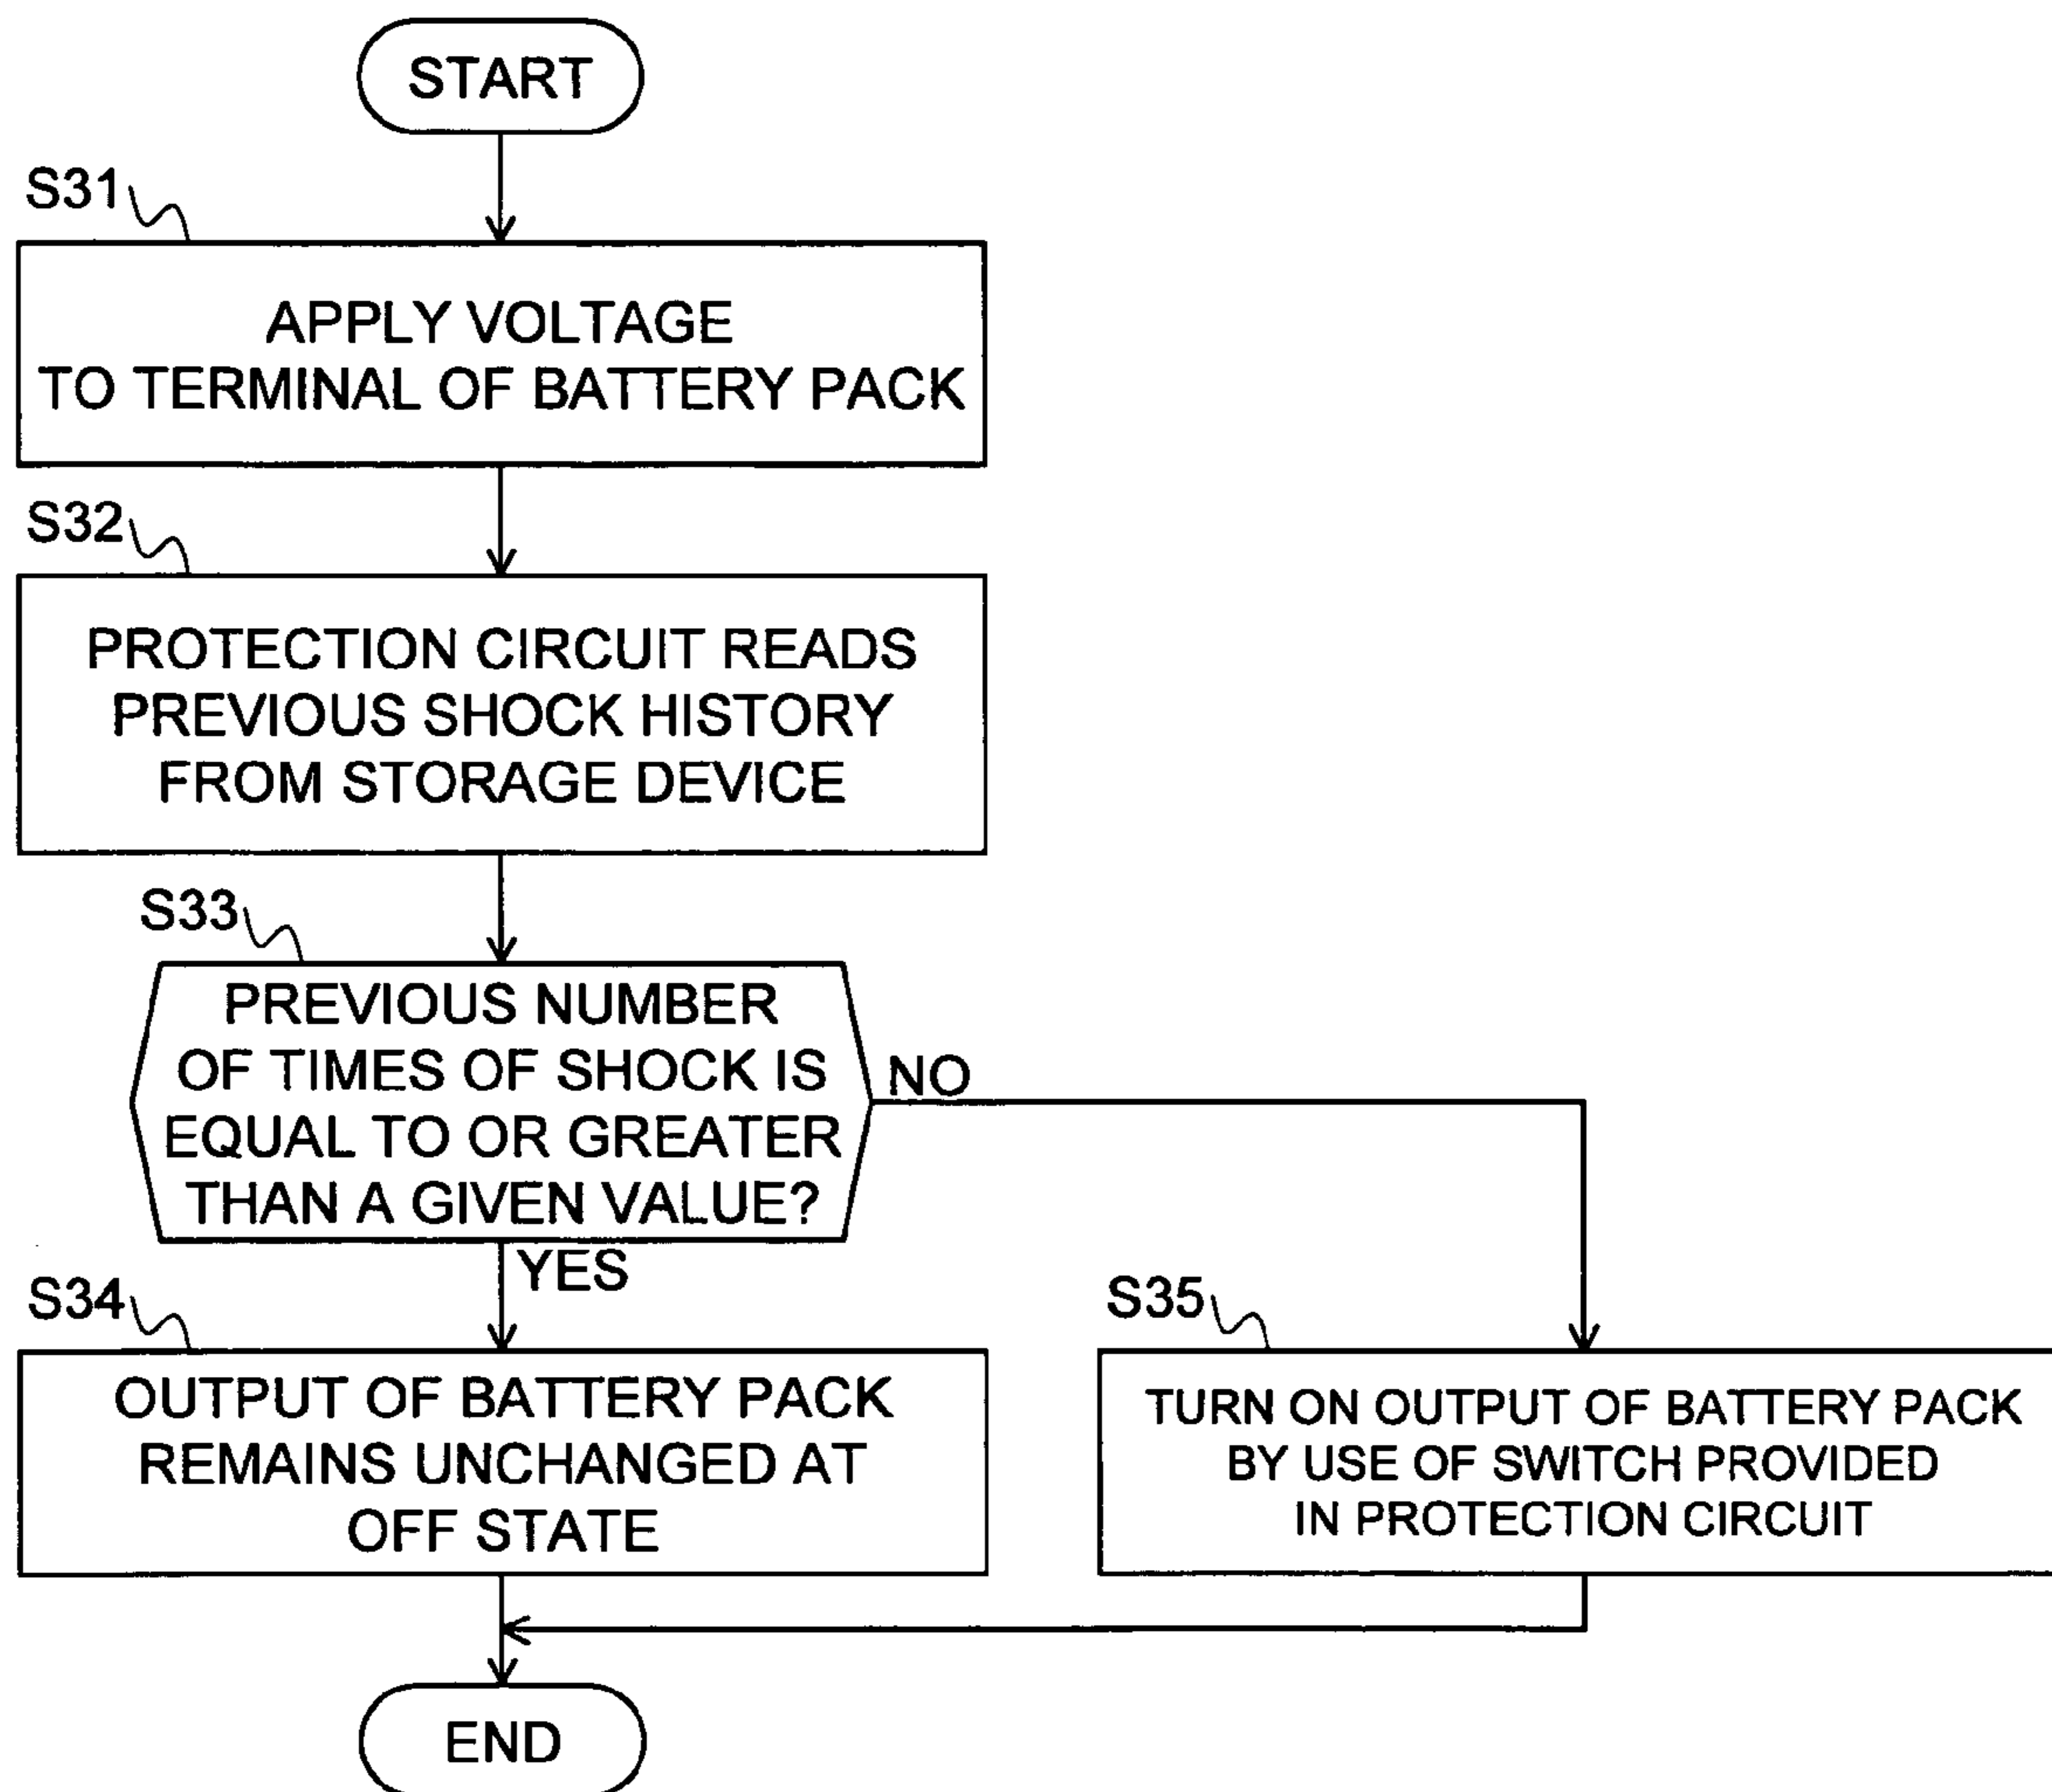 START
S31
APPLY VOLTAGE
TO TERMINAL OF BATTERY PACK
S32
PROTECTION CIRCUIT READS
PREVIOUS SHOCK HISTORY
FROM STORAGE DEVICE
S33
PREVIOUS NUMBER
OF TIMES OF SHOCK IS
EQUAL TO OR GREATER
THAN A GIVEN VALUE?
NO
YES
S34
OUTPUT OF BATTERY PACK
REMAINS UNCHANGED AT
OFF STATE
S35
TURN ON OUTPUT OF BATTERY PACK
BY USE OF SWITCH PROVIDED
IN PROTECTION CIRCUIT
END